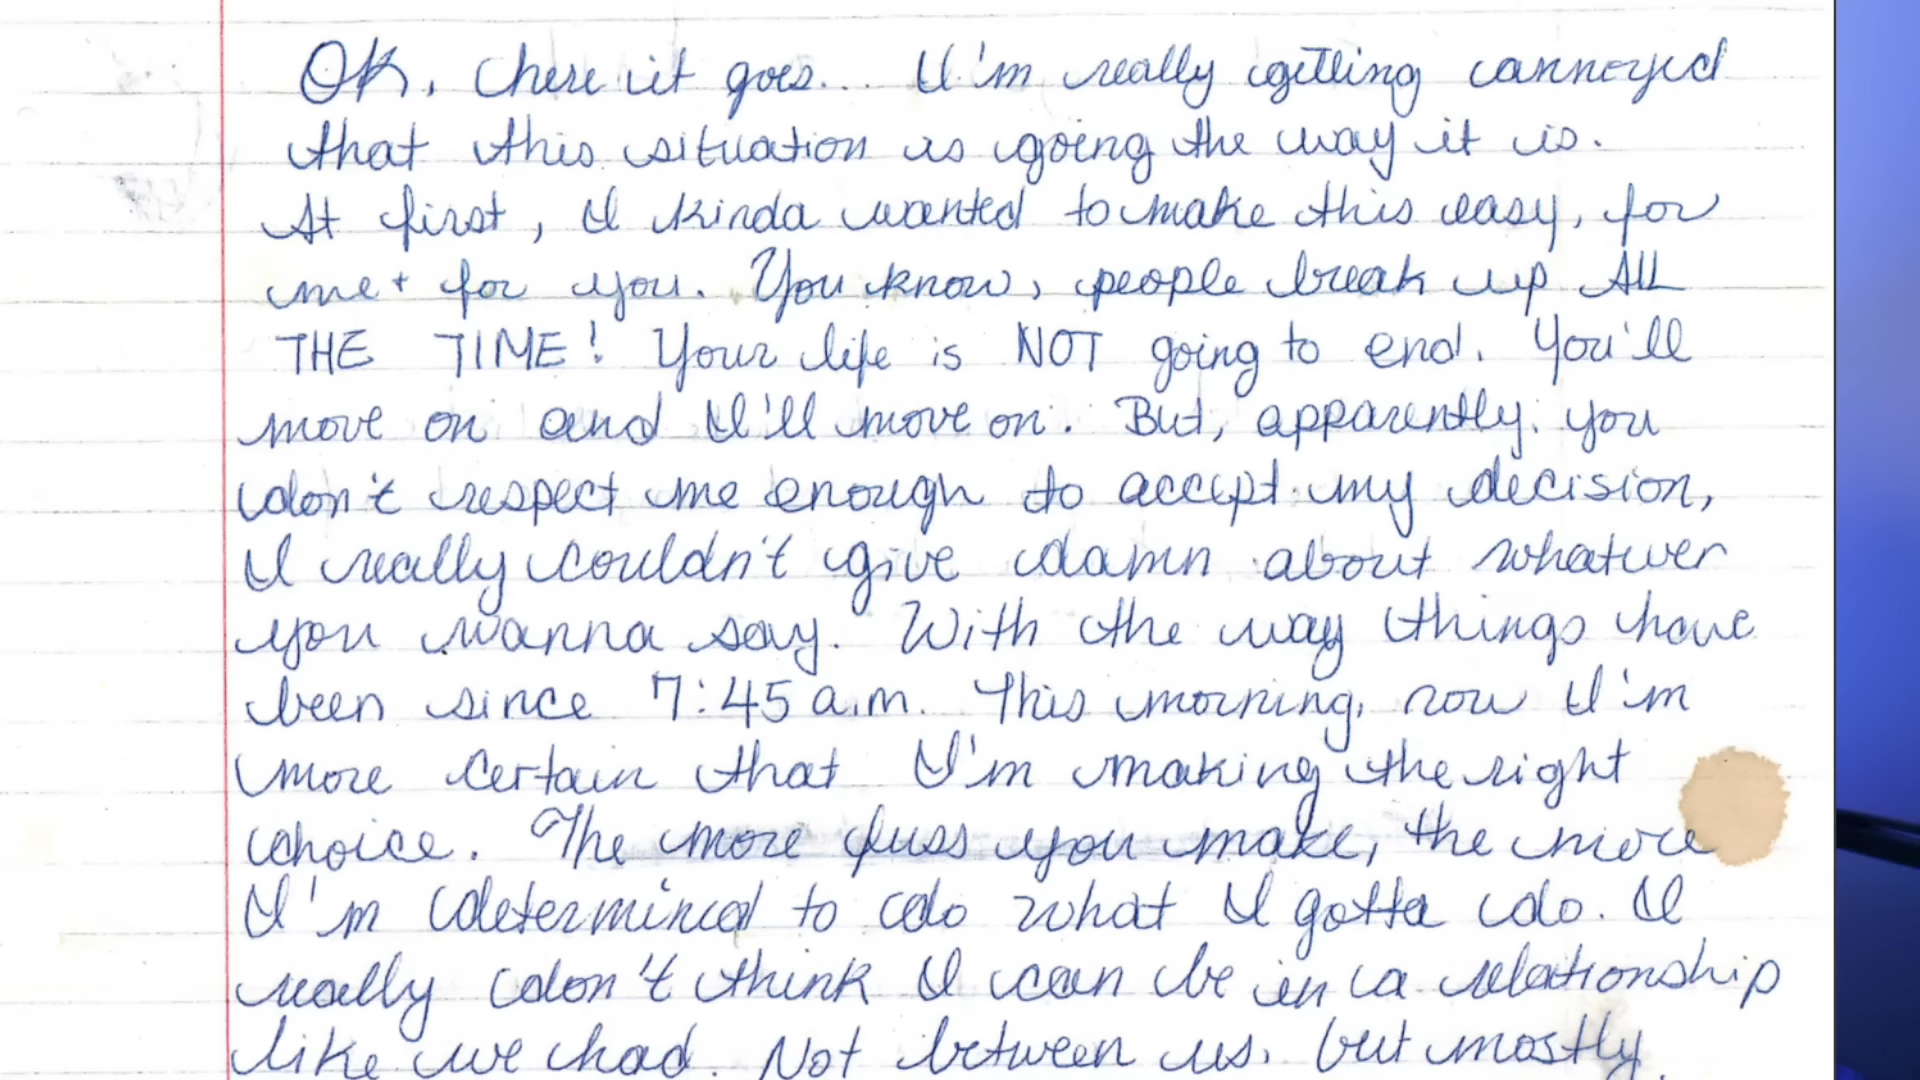 OK, here it goes... I'm really getting annoyed
that this situation is going the way it is.
At first, I kinda wanted to make this easy, for
me + for you. You know, people break up ALL
THE TIME! Your life is NOT going to end. You'll
move on and I'll move on. But, apparently, you
don't respect me enough to accept my decision,
I really couldn't give damn about whatever
you wanna say. With the way things have
been since 7:45 a.m. This morning, now I'm
more certain that I'm making the right
choice. The more fuss you make, the more
I'm determined to do what I gotta do. I
really don't think I can be in a relationship
like we had. Not between us, but mostly